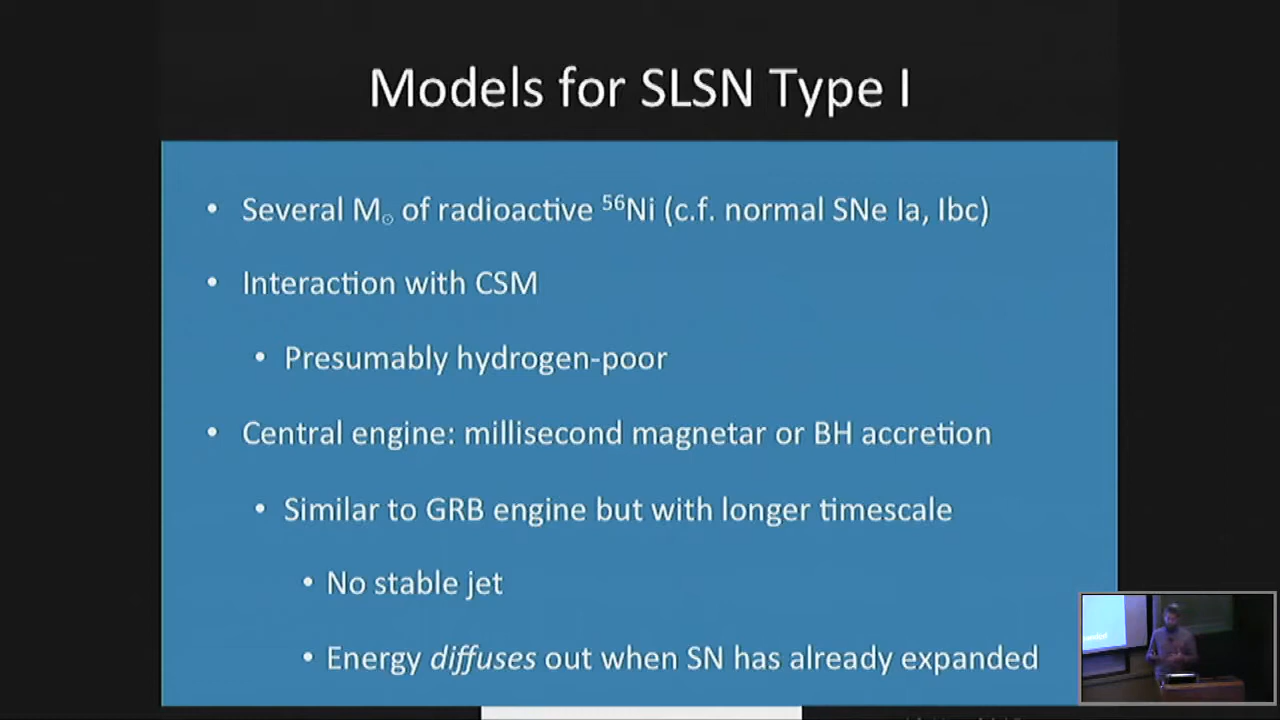 Models for SLSN Type I
• Several M☉ of radioactive ⁵⁶Ni (c.f. normal SNe Ia, Ibc)
• Interaction with CSM
• Presumably hydrogen-poor
• Central engine: millisecond magnetar or BH accretion
• Similar to GRB engine but with longer timescale
• No stable jet
• Energy diffuses out when SN has already expanded